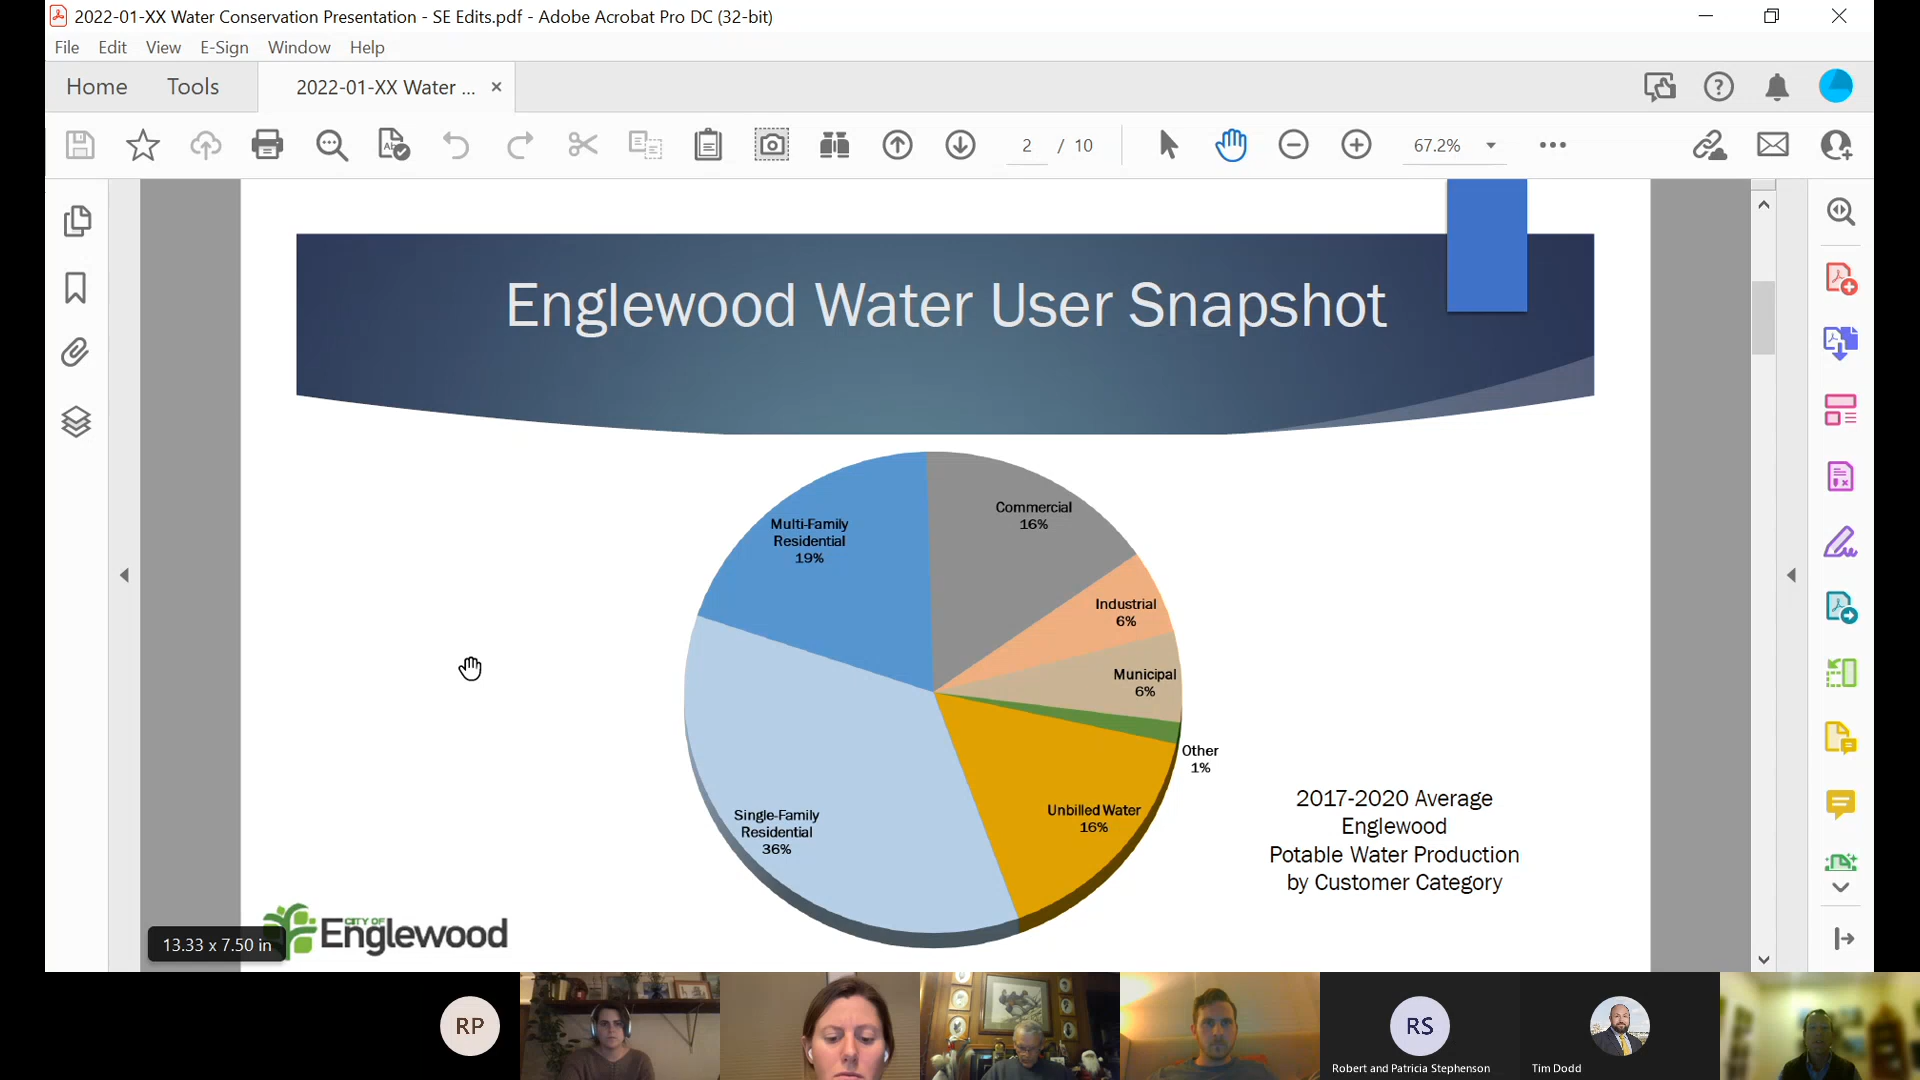 2022-01-XX Water Conservation Presentation - SE Edits.pdf - Adobe Acrobat Pro DC (32-bit)
File Edit View E-Sign Window Help
Home Tools 2022-01-XX Water ...
2 / 10 67.2%
Englewood Water User Snapshot
Commercial
16%
Multi-Family
Residential
19%
Industrial
6%
Municipal
6%
Other
1%
Unbilled Water
16%
Single-Family
Residential
36%
2017-2020 Average
Englewood
Potable Water Production
by Customer Category
CITY OF
Englewood
13.33 x 7.50 in
RP
RS
Robert and Patricia Stephenson
Tim Dodd